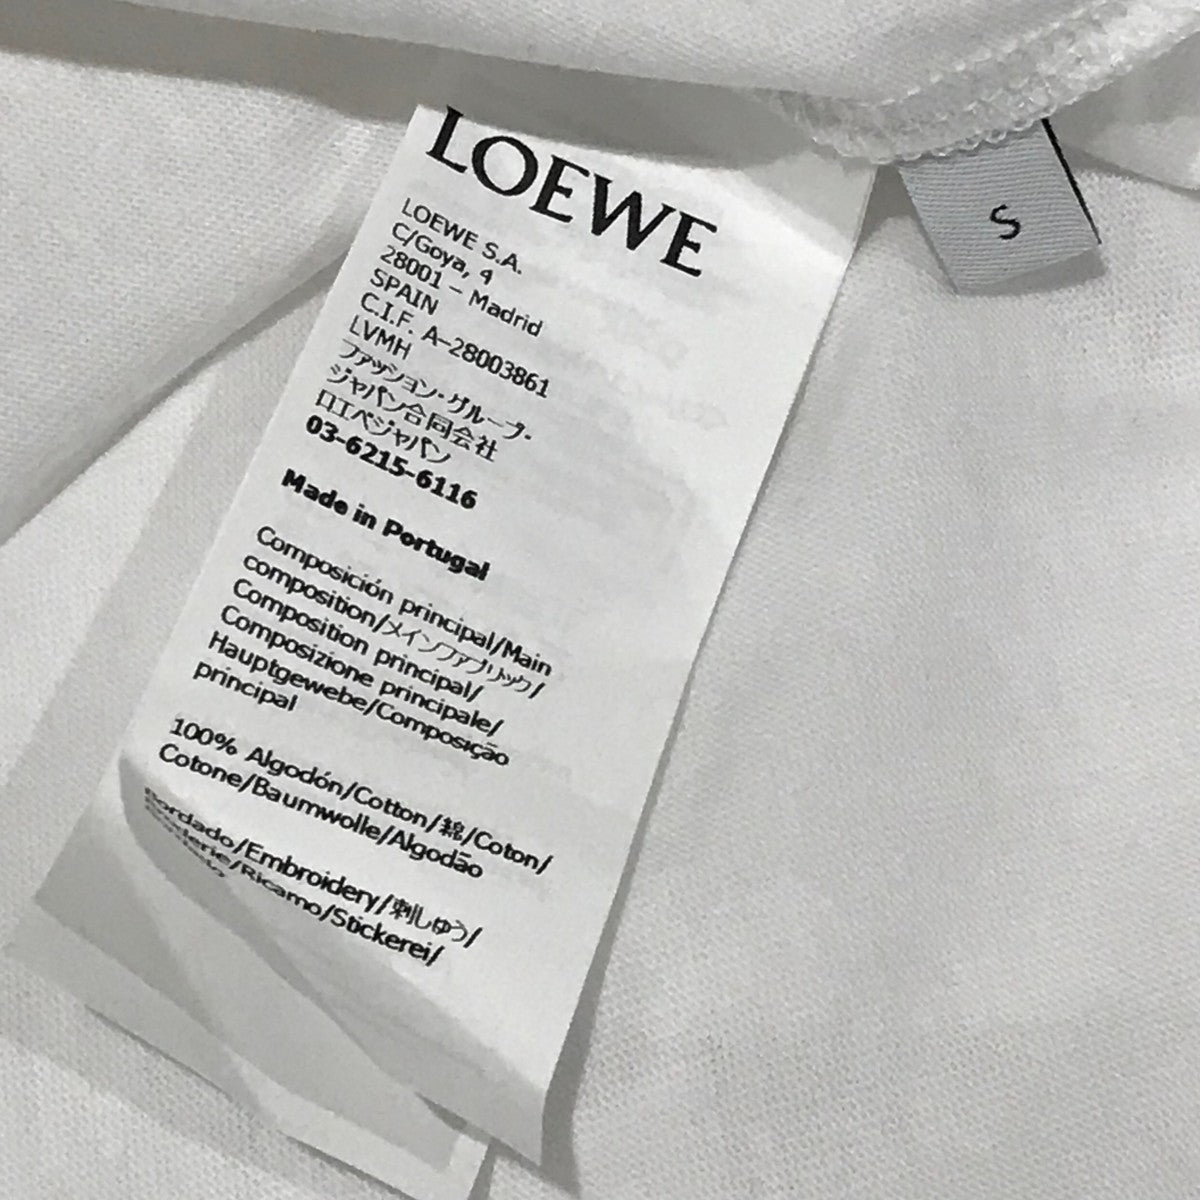 LOEWE
LOEWE S.A.
C/Goya, 4
28001 – Madrid
SPAIN
C.I.F. A-28003861
LVMH
ファッション・グループ・
ジャパン合同会社
ロエベジャパン
03-6215-6116
Made in Portugal
Composición principal/Main
composition/メインファブリック/
Composition principal/
Composizione principale/
Hauptgewebe/Composição
principal
100% Algodón/Cotton/綿/Coton/
Cotone/Baumwolle/Algodão
Bordado/Embroidery/刺しゅう/
/Ricamo/Stickerei/
S